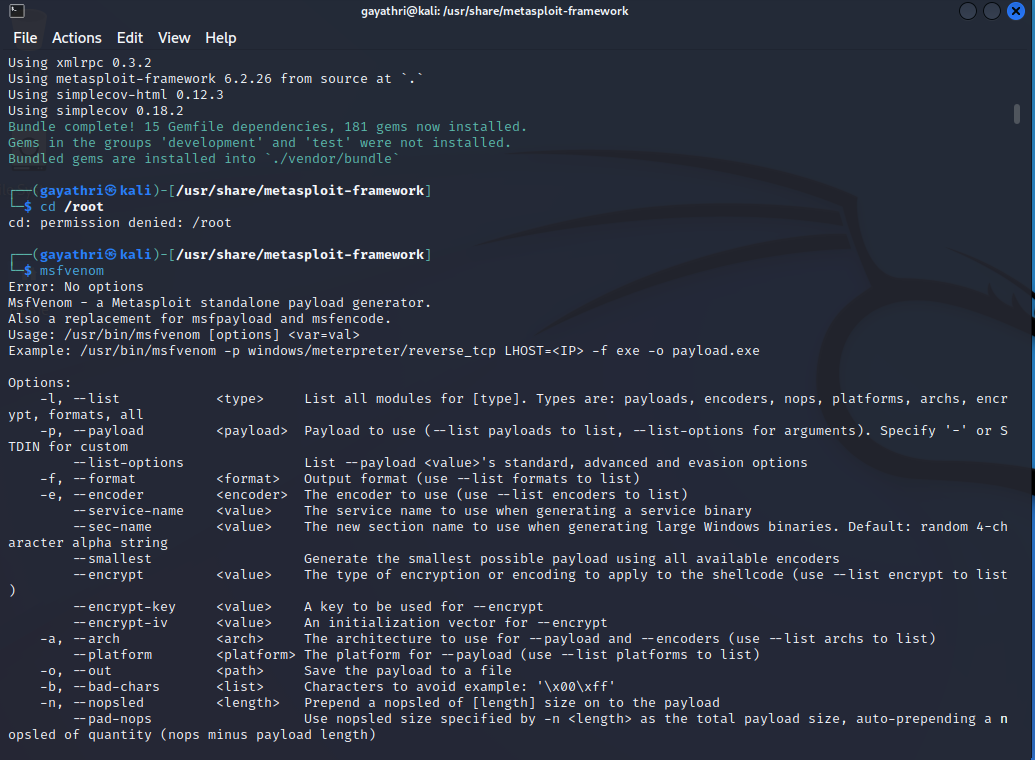 gayathri@kali: /usr/share/metasploit-framework
File Actions Edit View Help
Using xmlrpc 0.3.2
Using metasploit-framework 6.2.26 from source at `.`
Using simplecov-html 0.12.3
Using simplecov 0.18.2
Bundle complete! 15 Gemfile dependencies, 181 gems now installed.
Gems in the groups 'development' and 'test' were not installed.
Bundled gems are installed into `./vendor/bundle`
┌──(gayathri㉿kali)-[/usr/share/metasploit-framework]
└─$ cd /root
cd: permission denied: /root
┌──(gayathri㉿kali)-[/usr/share/metasploit-framework]
└─$ msfvenom
Error: No options
MsfVenom - a Metasploit standalone payload generator.
Also a replacement for msfpayload and msfencode.
Usage: /usr/bin/msfvenom [options] <var=val>
Example: /usr/bin/msfvenom -p windows/meterpreter/reverse_tcp LHOST=<IP> -f exe -o payload.exe
Options:
-l, --list <type> List all modules for [type]. Types are: payloads, encoders, nops, platforms, archs, encr
ypt, formats, all
-p, --payload <payload> Payload to use (--list payloads to list, --list-options for arguments). Specify '-' or S
TDIN for custom
--list-options List --payload <value>'s standard, advanced and evasion options
-f, --format <format> Output format (use --list formats to list)
-e, --encoder <encoder> The encoder to use (use --list encoders to list)
--service-name <value> The service name to use when generating a service binary
--sec-name <value> The new section name to use when generating large Windows binaries. Default: random 4-ch
aracter alpha string
--smallest Generate the smallest possible payload using all available encoders
--encrypt <value> The type of encryption or encoding to apply to the shellcode (use --list encrypt to list
)
--encrypt-key <value> A key to be used for --encrypt
--encrypt-iv <value> An initialization vector for --encrypt
-a, --arch <arch> The architecture to use for --payload and --encoders (use --list archs to list)
--platform <platform> The platform for --payload (use --list platforms to list)
-o, --out <path> Save the payload to a file
-b, --bad-chars <list> Characters to avoid example: '\x00\xff'
-n, --nopsled <length> Prepend a nopsled of [length] size on to the payload
--pad-nops Use nopsled size specified by -n <length> as the total payload size, auto-prepending a n
opsled of quantity (nops minus payload length)